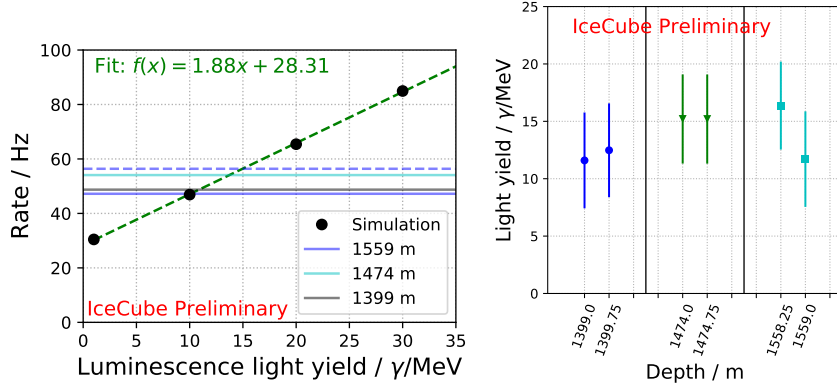 Fit: f(x) = 1.88x + 28.31
Rate / Hz
100
80
60
40
20
0
Simulation
1559 m
1474 m
1399 m
IceCube Preliminary
0 5 10 15 20 25 30 35
Luminescence light yield / γ/MeV
IceCube Preliminary
Light yield / γ/MeV
25
20
15
10
5
0
1399.0
1399.75
1474.0
1474.75
1558.25
1559.0
Depth / m